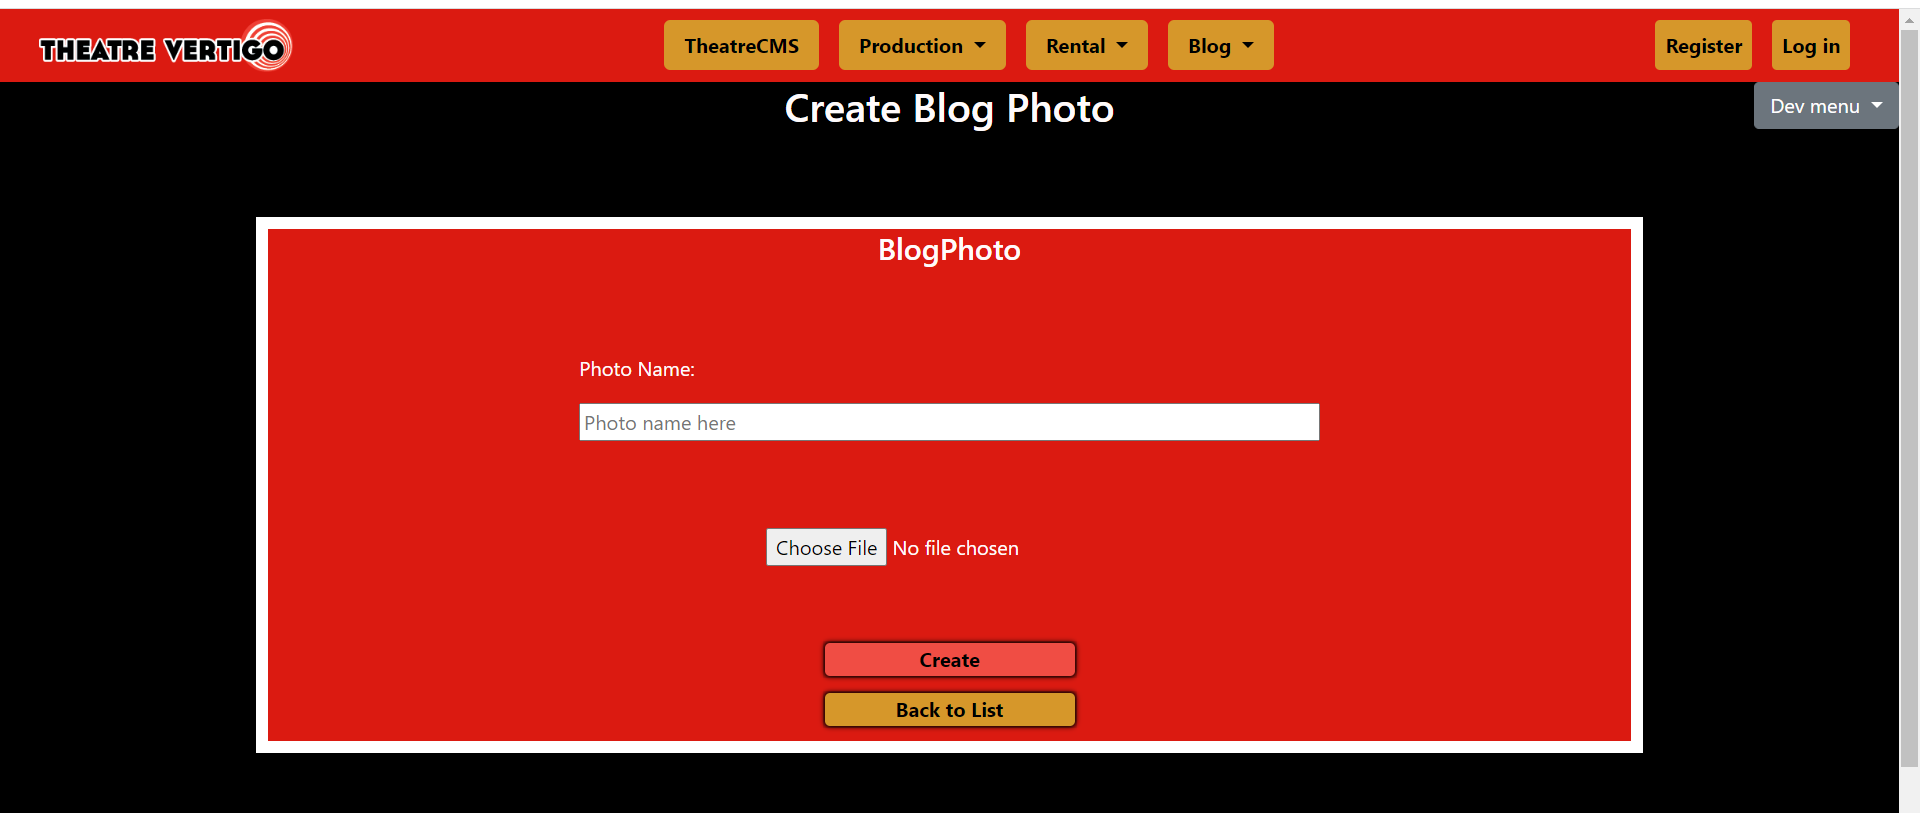 THEATRE VERTIGO
TheatreCMS
Production
Rental
Blog
Register
Log in
Create Blog Photo
Dev menu
BlogPhoto
Photo Name:
Photo name here
Choose File No file chosen
Create
Back to List